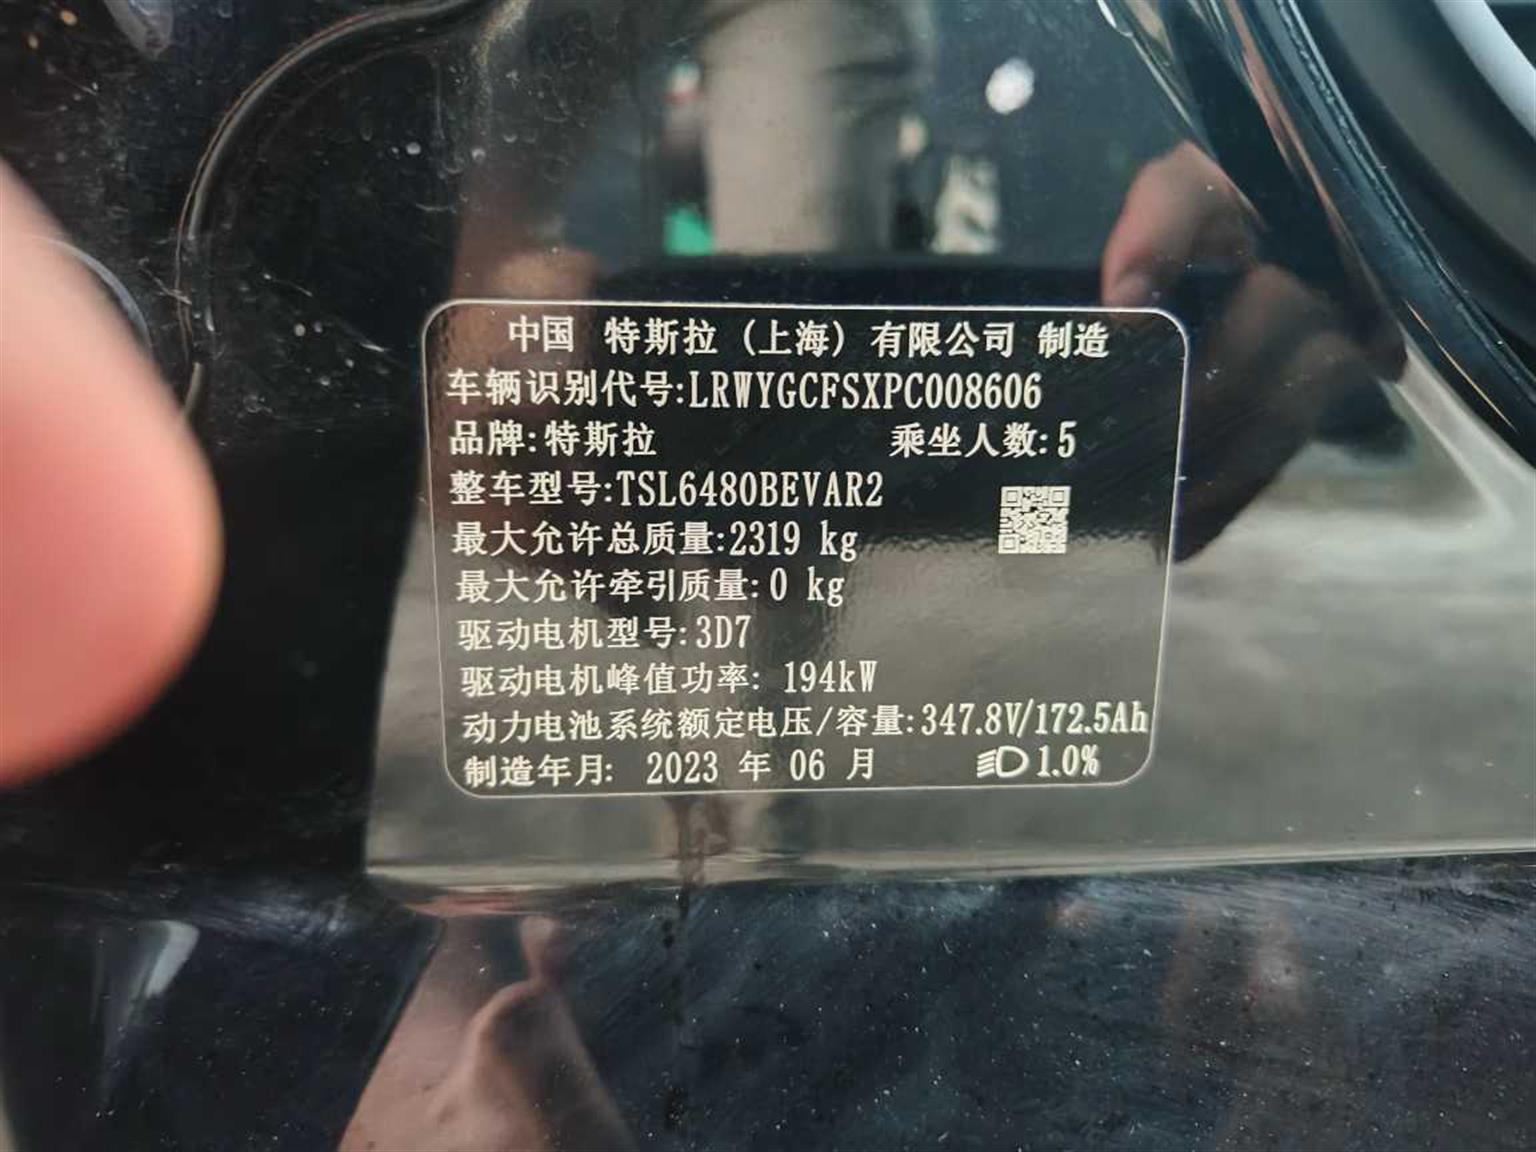 中国 特斯拉（上海）有限公司 制造
车辆识别代号:LRWYGCFSXPC008606
品牌:特斯拉 乘坐人数:5
整车型号:TSL6480BEVAR2
最大允许总质量:2319 kg
最大允许牵引质量:0 kg
驱动电机型号:3D7
驱动电机峰值功率: 194kW
动力电池系统额定电压/容量:347.8V/172.5Ah
制造年月: 2023 年 06 月 1.0%